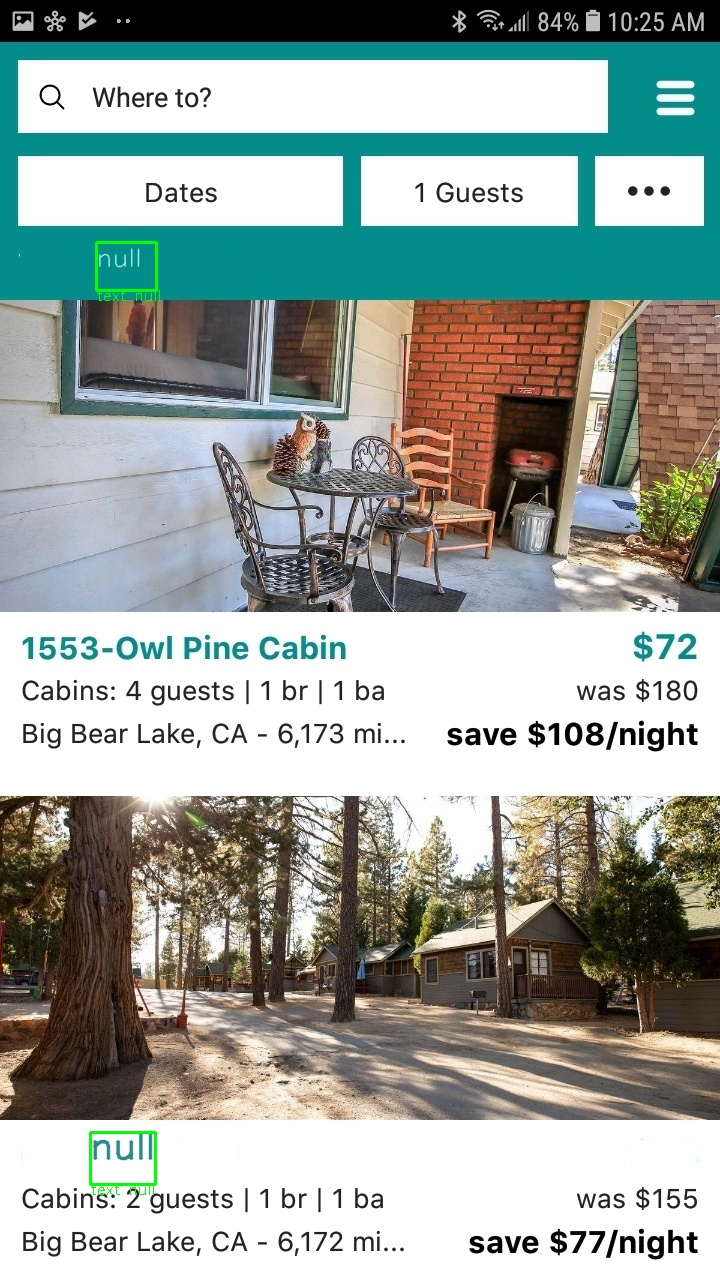 84% 10:25 AM
Where to?
Dates 1 Guests
null
text_null
1553-Owl Pine Cabin $72
Cabins: 4 guests | 1 br | 1 ba was $180
Big Bear Lake, CA - 6,173 mi... save $108/night
null
text_null
Cabins: 2 guests | 1 br | 1 ba was $155
Big Bear Lake, CA - 6,172 mi... save $77/night